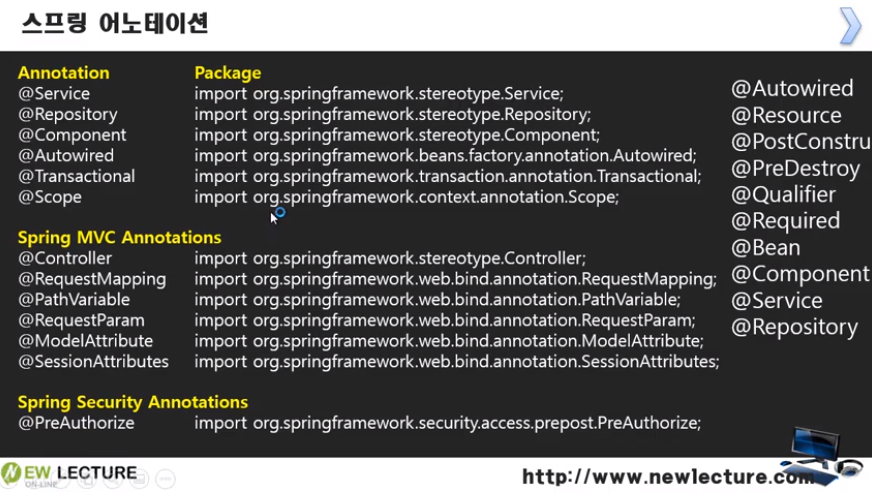 스프링 어노테이션
Annotation Package
@Service import org.springframework.stereotype.Service;
@Repository import org.springframework.stereotype.Repository;
@Component import org.springframework.stereotype.Component;
@Autowired import org.springframework.beans.factory.annotation.Autowired;
@Transactional import org.springframework.transaction.annotation.Transactional;
@Scope import org.springframework.context.annotation.Scope;
Spring MVC Annotations
@Controller import org.springframework.stereotype.Controller;
@RequestMapping import org.springframework.web.bind.annotation.RequestMapping;
@PathVariable import org.springframework.web.bind.annotation.PathVariable;
@RequestParam import org.springframework.web.bind.annotation.RequestParam;
@ModelAttribute import org.springframework.web.bind.annotation.ModelAttribute;
@SessionAttributes import org.springframework.web.bind.annotation.SessionAttributes;
Spring Security Annotations
@PreAuthorize import org.springframework.security.access.prepost.PreAuthorize;
@Autowired
@Resource
@PostConstru
@PreDestroy
@Qualifier
@Required
@Bean
@Component
@Service
@Repository
NEW LECTURE
ON-LINE
http://www.newlecture.com